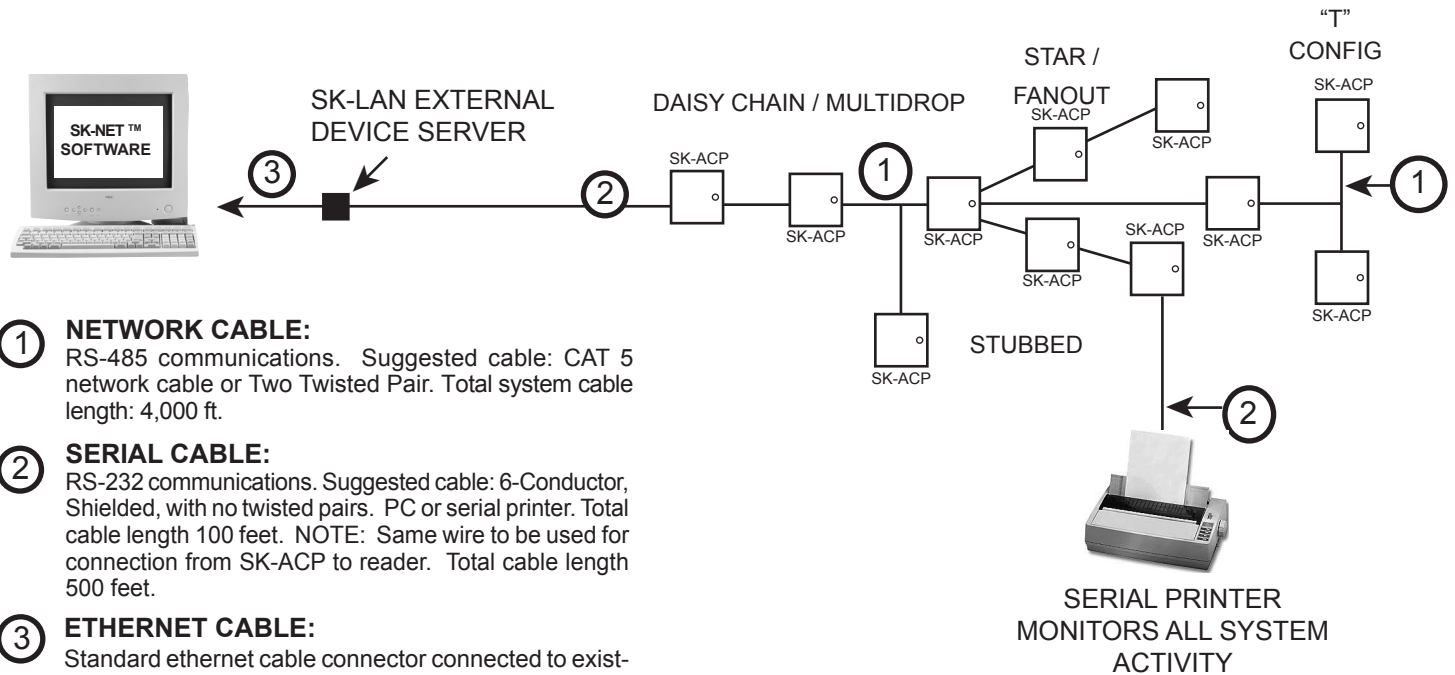 "T"
CONFIG
SK-ACP
STAR /
FANOUT
SK-ACP
SK-ACP
SK-LAN EXTERNAL
DEVICE SERVER
DAISY CHAIN / MULTIDROP
SK-NET ™
SOFTWARE
3
2
SK-ACP
1
SK-ACP
SK-ACP
SK-ACP
SK-ACP
SK-ACP
1
SK-ACP
SK-ACP
STUBBED
2
SERIAL PRINTER
MONITORS ALL SYSTEM
ACTIVITY
1
NETWORK CABLE:
RS-485 communications. Suggested cable: CAT 5
network cable or Two Twisted Pair. Total system cable
length: 4,000 ft.
2
SERIAL CABLE:
RS-232 communications. Suggested cable: 6-Conductor,
Shielded, with no twisted pairs. PC or serial printer. Total
cable length 100 feet. NOTE: Same wire to be used for
connection from SK-ACP to reader. Total cable length
500 feet.
3
ETHERNET CABLE:
Standard ethernet cable connector connected to exist-